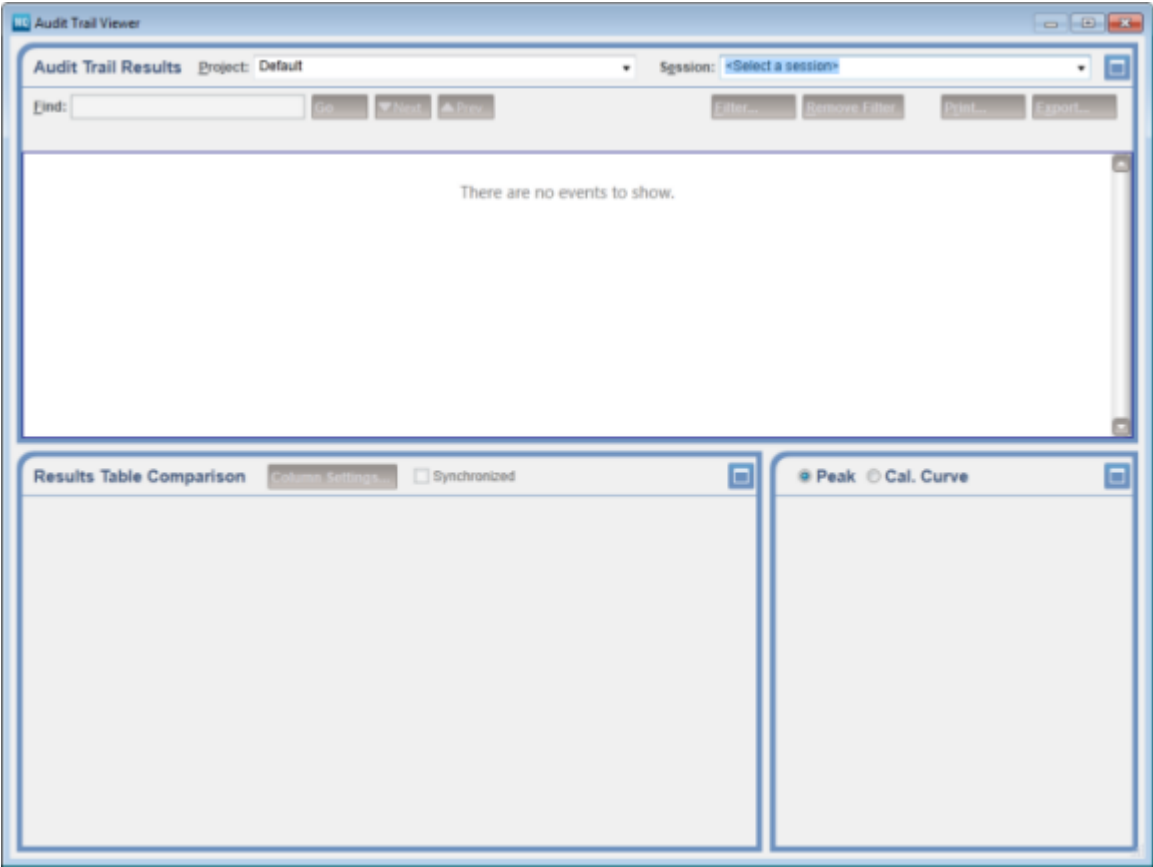 Audit Trail Viewer
Audit Trail Results Project: Default Session: <Select a session>
Find: Go Next Prev Filter... Remove Filter Print... Export...
There are no events to show.
Results Table Comparison Column Settings... Synchronized
Peak Cal. Curve